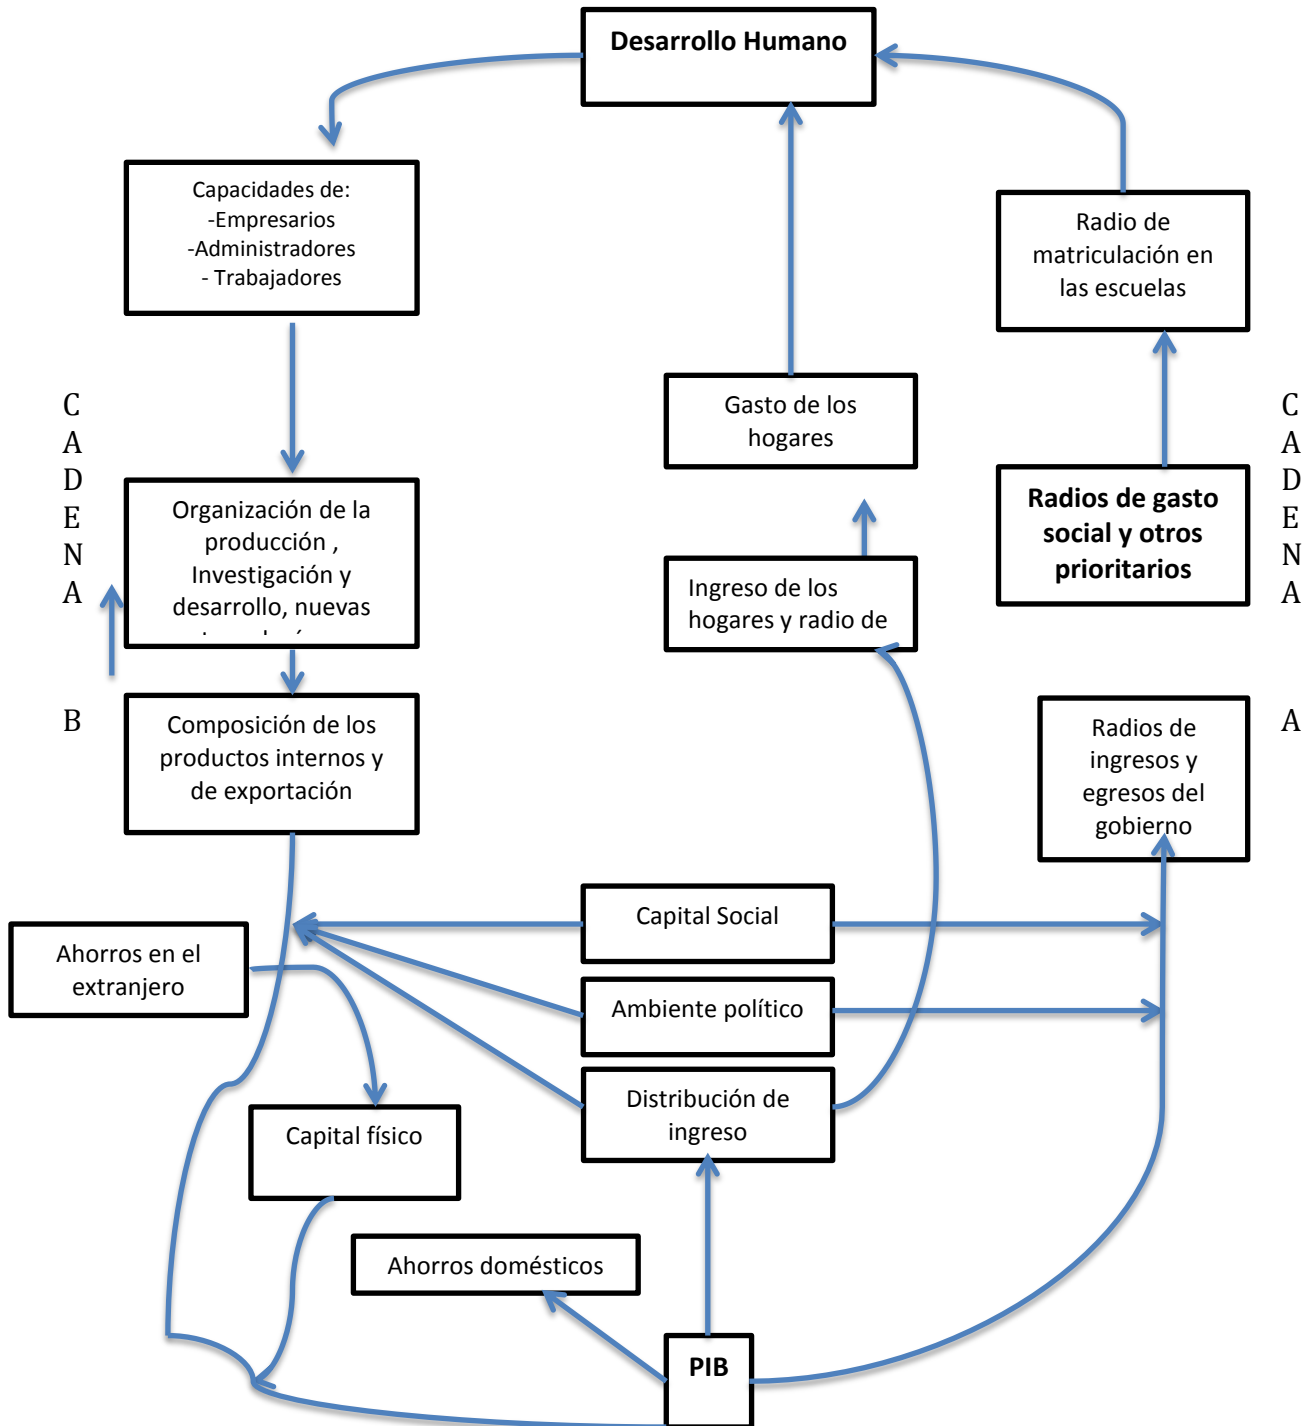 Desarrollo Humano
Capacidades de:
-Empresarios
-Administradores
- Trabajadores
Radio de
matriculación en
las escuelas
Gasto de los
hogares
C
A
D
E
N
A
B
C
A
D
E
N
A
A
Organización de la
producción ,
Investigación y
desarrollo, nuevas
Radios de gasto
social y otros
prioritarios
Ingreso de los
hogares y radio de
Composición de los
productos internos y
de exportación
Radios de
ingresos y
egresos del
gobierno
Capital Social
Ahorros en el
extranjero
Ambiente político
Distribución de
ingreso
Capital físico
Ahorros domésticos
PIB